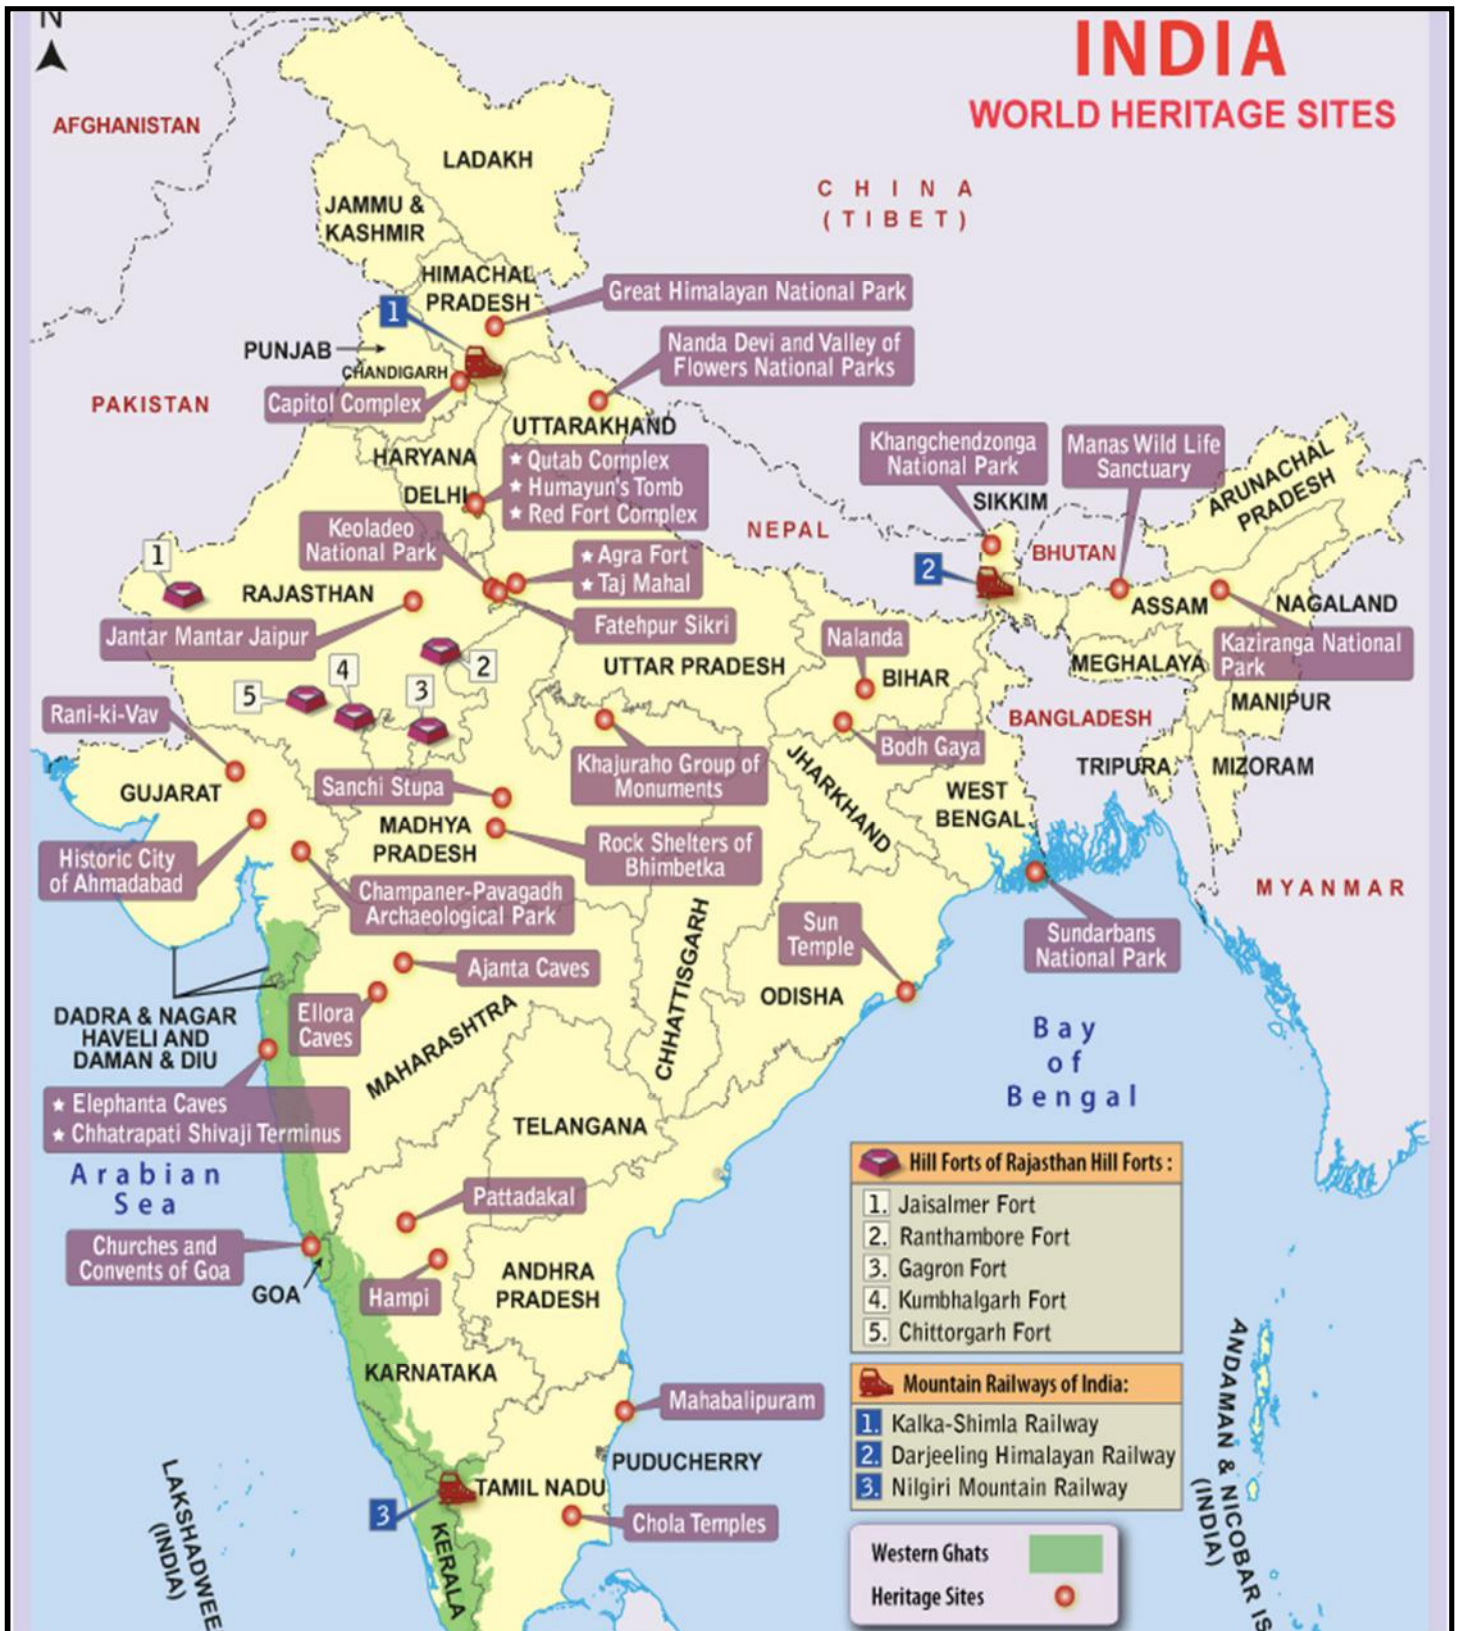 N
INDIA
WORLD HERITAGE SITES
AFGHANISTAN
LADAKH
CHINA
(TIBET)
JAMMU &
KASHMIR
HIMACHAL
PRADESH
Great Himalayan National Park
1
PUNJAB
Nanda Devi and Valley of
Flowers National Parks
CHANDIGARH
PAKISTAN
Capitol Complex
UTTARAKHAND
HARYANA
★ Qutab Complex
★ Humayun's Tomb
★ Red Fort Complex
DELHI
Khangchendzonga
National Park
Manas Wild Life
Sanctuary
SIKKIM
ARUNACHAL
PRADESH
NEPAL
BHUTAN
Keoladeo
National Park
★ Agra Fort
★ Taj Mahal
1
2
RAJASTHAN
ASSAM
NAGALAND
Jantar Mantar Jaipur
Fatehpur Sikri
Nalanda
Kaziranga National
Park
UTTAR PRADESH
BIHAR
MEGHALAYA
2
4
5
3
MANIPUR
Rani-ki-Vav
BANGLADESH
Bodh Gaya
Khajuraho Group of
Monuments
TRIPURA
MIZORAM
GUJARAT
Sanchi Stupa
JHARKHAND
WEST
BENGAL
MADHYA
PRADESH
Rock Shelters of
Bhimbetka
Historic City
of Ahmadabad
Champaner-Pavagadh
Archaeological Park
MYANMAR
Sun
Temple
Sundarbans
National Park
CHHATTISGARH
Ajanta Caves
ODISHA
Ellora
Caves
DADRA & NAGAR
HAVELI AND
DAMAN & DIU
MAHARASHTRA
Bay
of
Bengal
★ Elephanta Caves
★ Chhatrapati Shivaji Terminus
TELANGANA
Arabian
Sea
Pattadakal
Churches and
Convents of Goa
GOA
Hampi
ANDHRA
PRADESH
KARNATAKA
Mahabalipuram
PUDUCHERRY
TAMIL NADU
3
Chola Temples
KERALA
LAKSHADWEE
(INDIA)
ANDAMAN & NICOBAR IS
(INDIA)
Hill Forts of Rajasthan Hill Forts :
1. Jaisalmer Fort
2. Ranthambore Fort
3. Gagron Fort
4. Kumbhalgarh Fort
5. Chittorgarh Fort
Mountain Railways of India:
1. Kalka-Shimla Railway
2. Darjeeling Himalayan Railway
3. Nilgiri Mountain Railway
Western Ghats
Heritage Sites